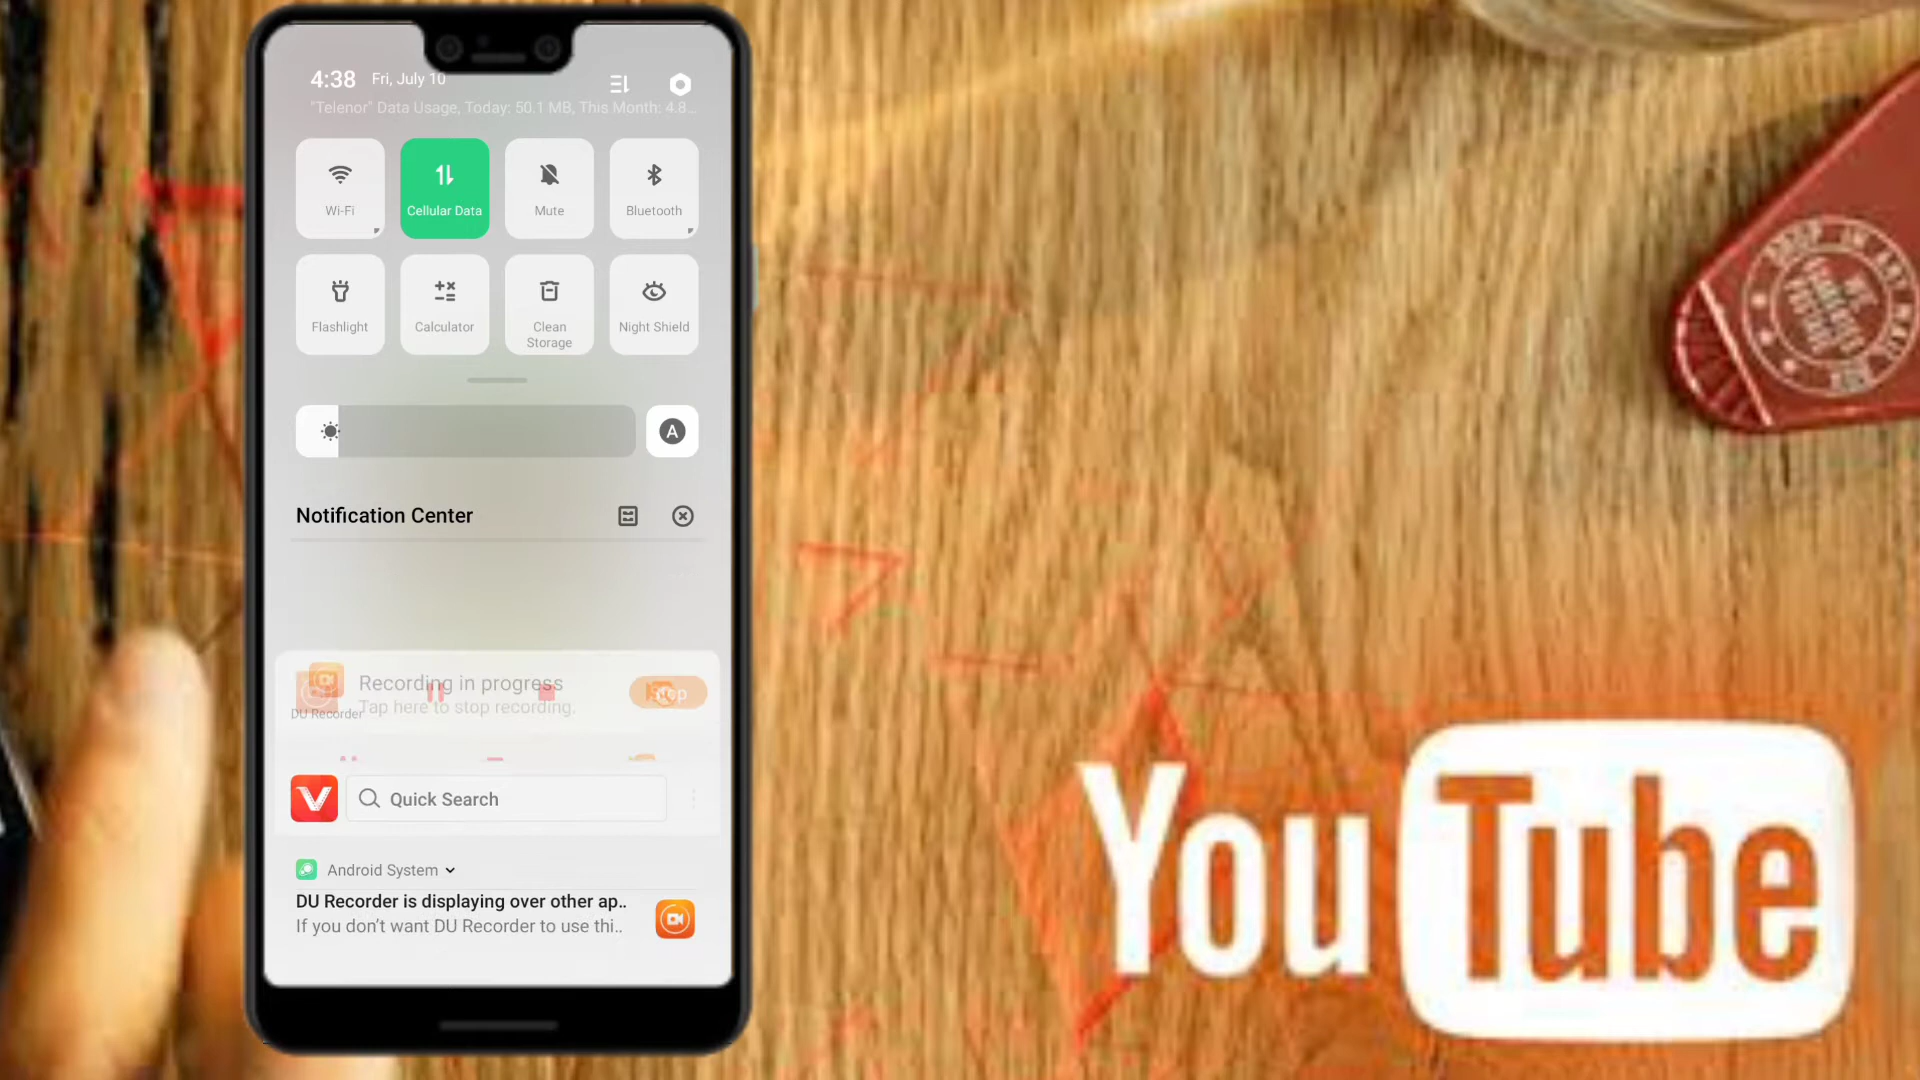 4:38 Fri, July 10
"Telenor" Data Usage, Today: 50.1 MB, This Month: 4.8...
Wi-Fi
Cellular Data
Mute
Bluetooth
Flashlight
Calculator
Clean
Storage
Night Shield
A
Notification Center
Recording in progress
Tap here to stop recording.
Stop
DU Recorder
Quick Search
Android System
DU Recorder is displaying over other ap..
If you don't want DU Recorder to use thi..
YouTube